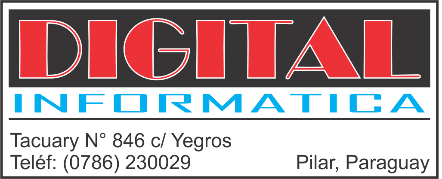 DIGITAL
INFORMATICA
Tacuary N° 846 c/ Yegros
Teléf: (0786) 230029 Pilar, Paraguay